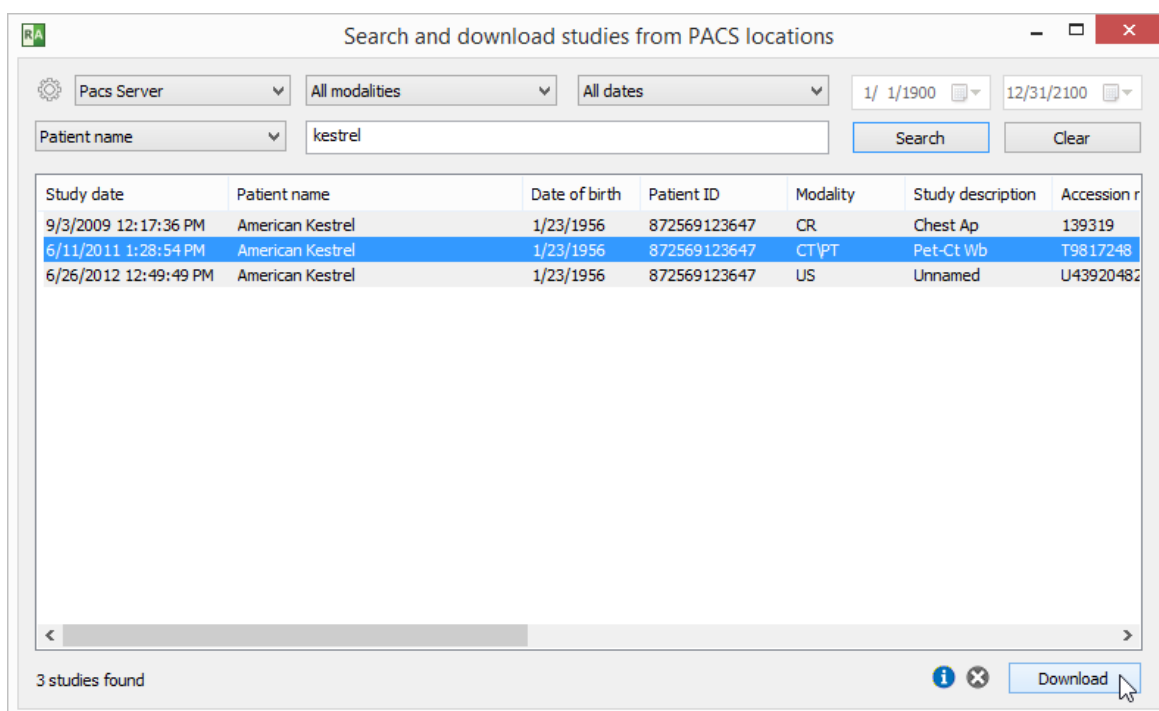 RA Search and download studies from PACS locations
Pacs Server All modalities All dates 1/ 1/1900 12/31/2100
Patient name kestrel Search Clear
Study date Patient name Date of birth Patient ID Modality Study description Accession r
9/3/2009 12:17:36 PM American Kestrel 1/23/1956 872569123647 CR Chest Ap 139319
6/11/2011 1:28:54 PM American Kestrel 1/23/1956 872569123647 CT\PT Pet-Ct Wb T9817248
6/26/2012 12:49:49 PM American Kestrel 1/23/1956 872569123647 US Unnamed U43920482
3 studies found Download